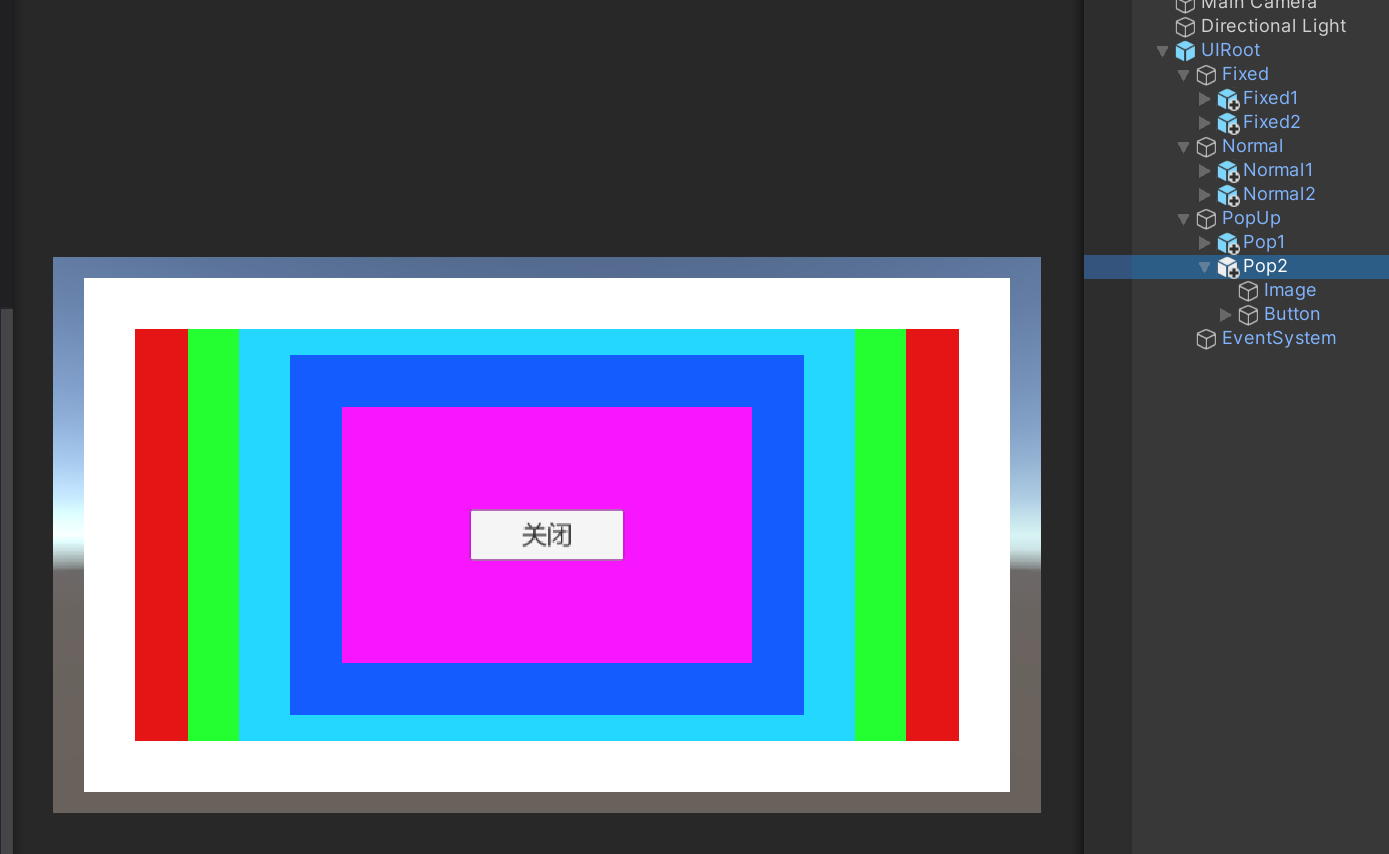 Main Camera
Directional Light
UIRoot
Fixed
Fixed1
Fixed2
Normal
Normal1
Normal2
PopUp
Pop1
Pop2
Image
Button
EventSystem
关闭